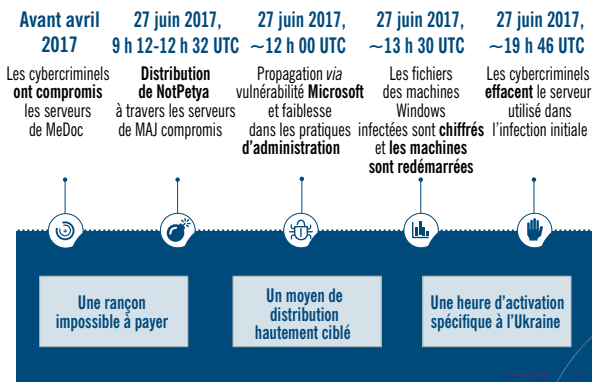 Avant avril
2017
Les cybercriminels
ont compromis
les serveurs
de MeDoc
27 juin 2017,
9 h 12-12 h 32 UTC
Distribution
de NotPetya
à travers les serveurs
de MAJ compromis
27 juin 2017,
~12 h 00 UTC
Propagation via
vulnérabilité Microsoft
et faiblesse
dans les pratiques
d’administration
27 juin 2017,
~13 h 30 UTC
Les fichiers
des machines
Windows
infectées sont chiffrés
et les machines
sont redémarrées
27 juin 2017,
~19 h 46 UTC
Les cybercriminels
effacent le serveur
utilisé dans
l’infection initiale
Une rançon
impossible à payer
Un moyen de
distribution
hautement ciblé
Une heure d’activation
spécifique à l’Ukraine